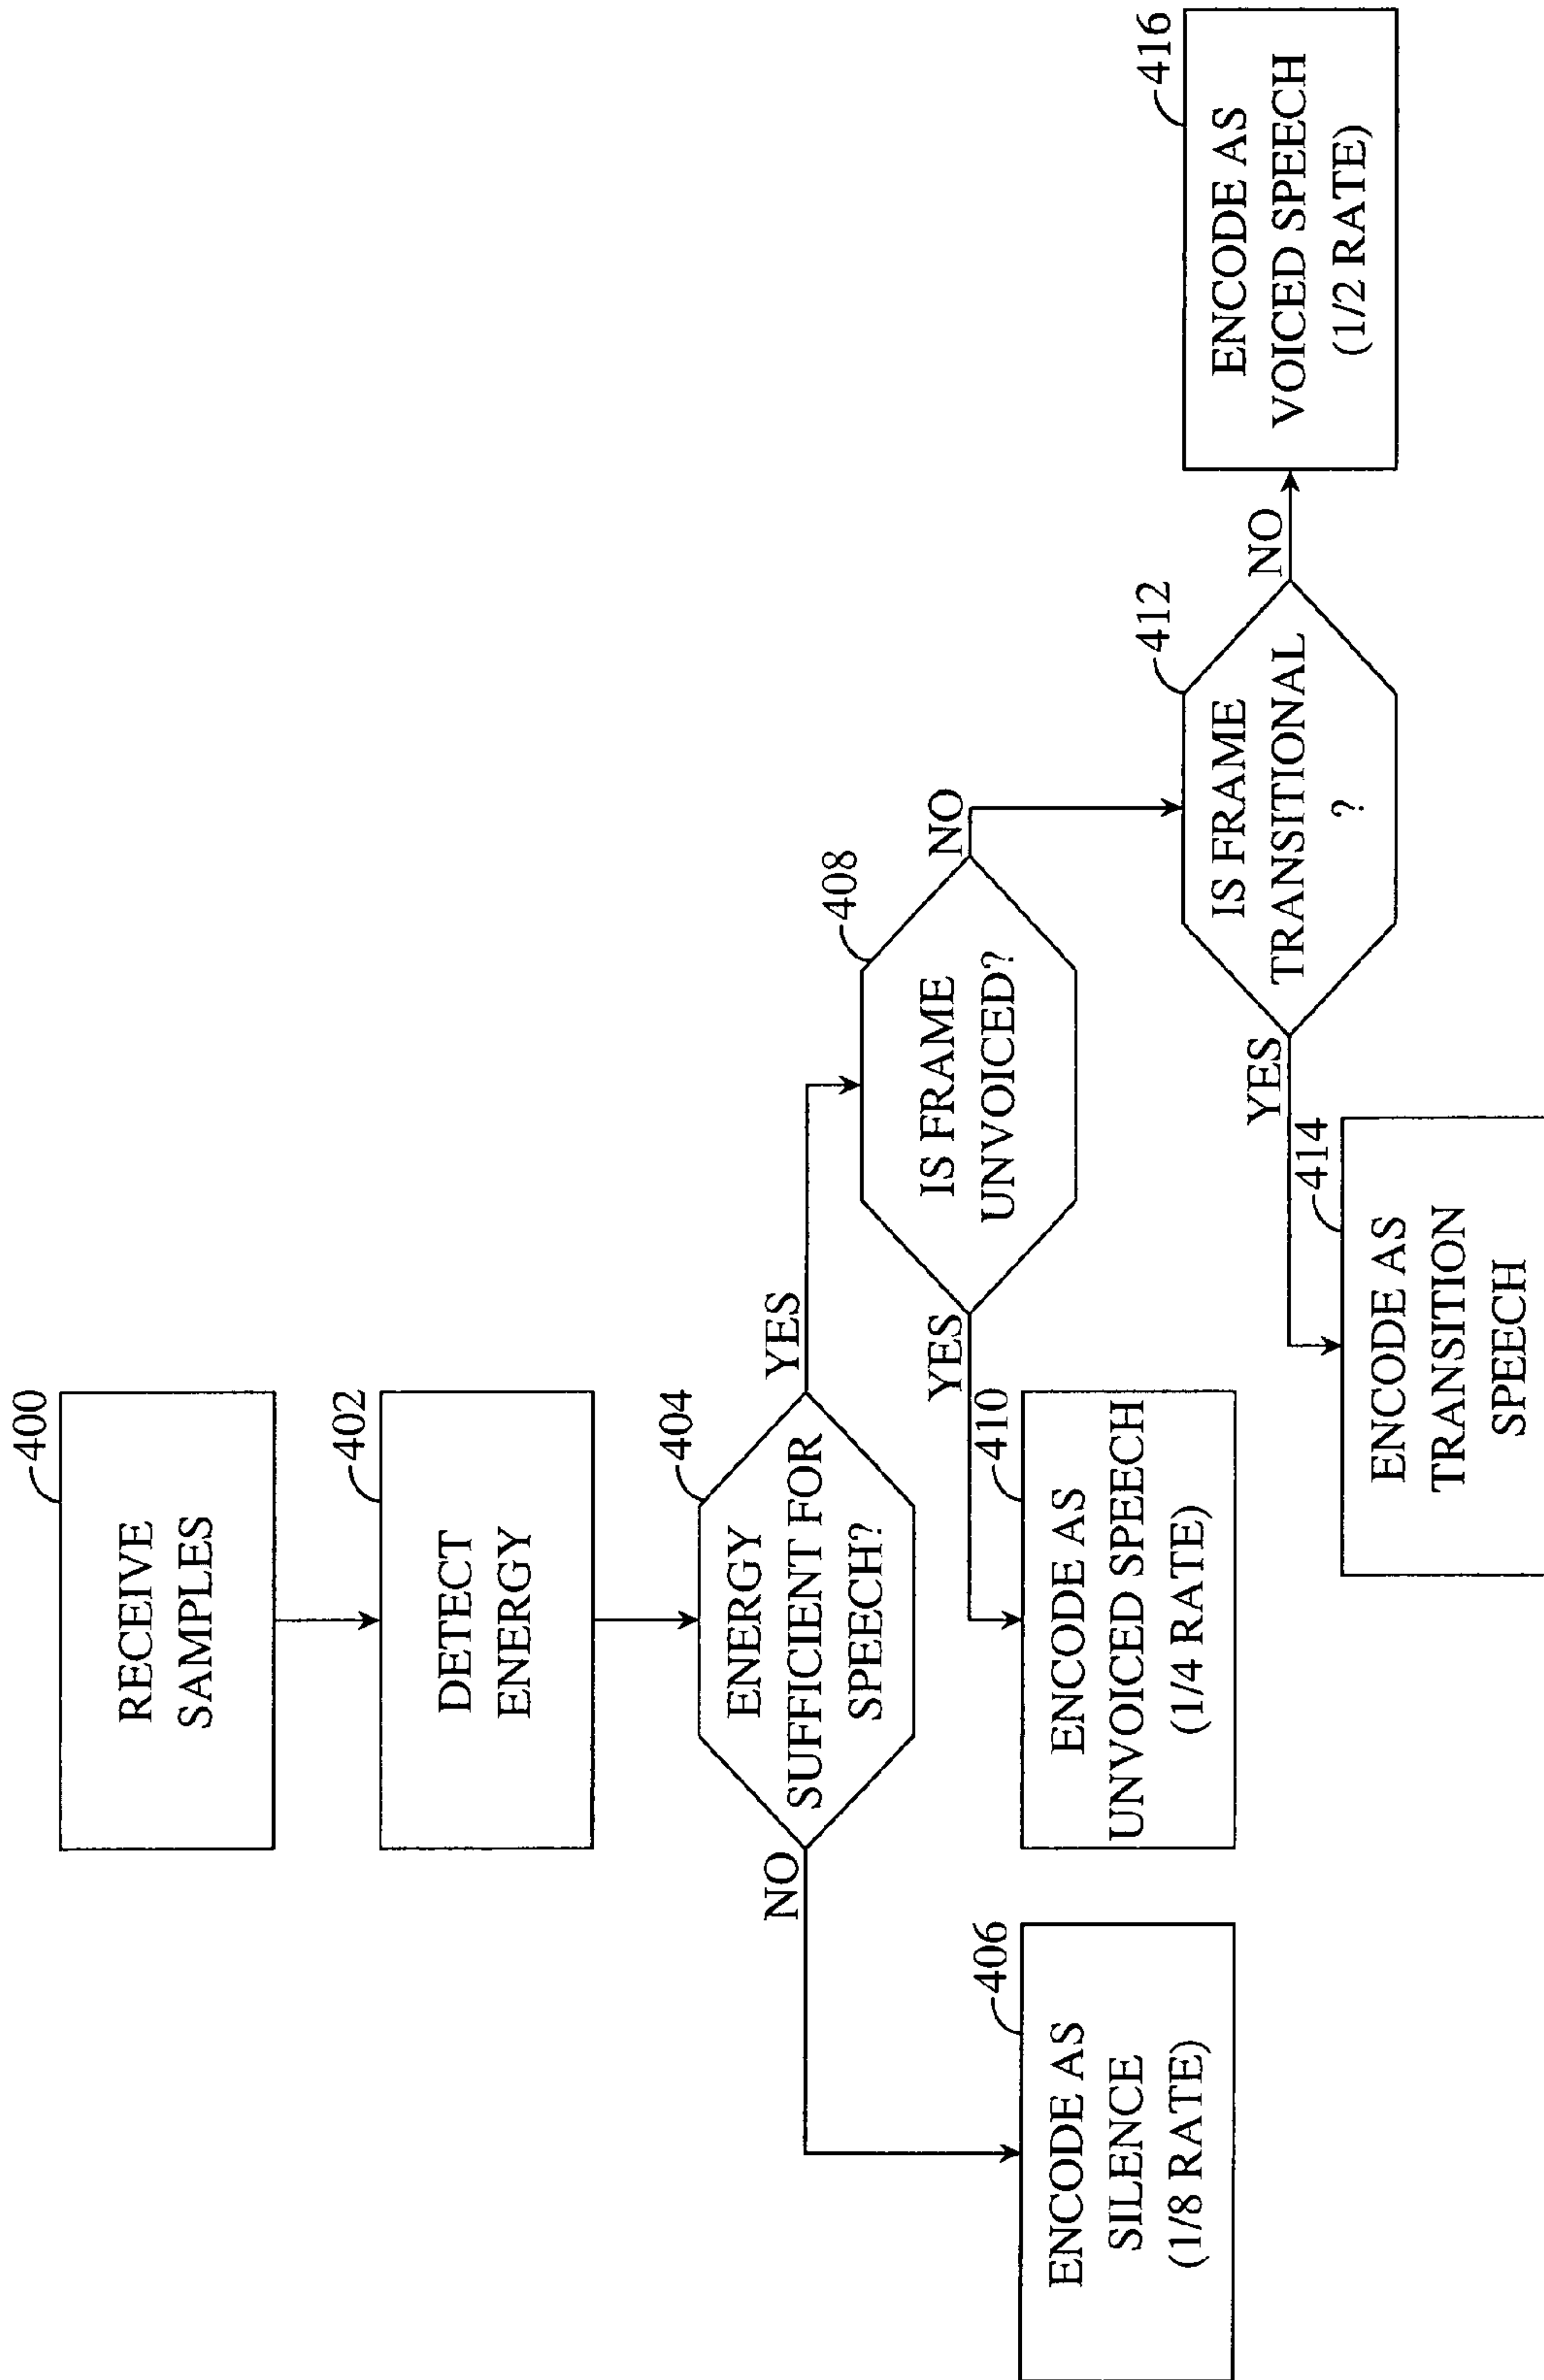 400
RECEIVE
SAMPLES
402
DETECT
ENERGY
404
ENERGY
SUFFICIENT FOR
SPEECH?
NO
YES
406
ENCODE AS
SILENCE
(1/8 RATE)
408
IS FRAME
UNVOICED?
YES
NO
410
ENCODE AS
UNVOICED SPEECH
(1/4 RATE)
412
IS FRAME
TRANSITIONAL
?
YES
NO
414
ENCODE AS
TRANSITION
SPEECH
416
ENCODE AS
VOICED SPEECH
(1/2 RATE)